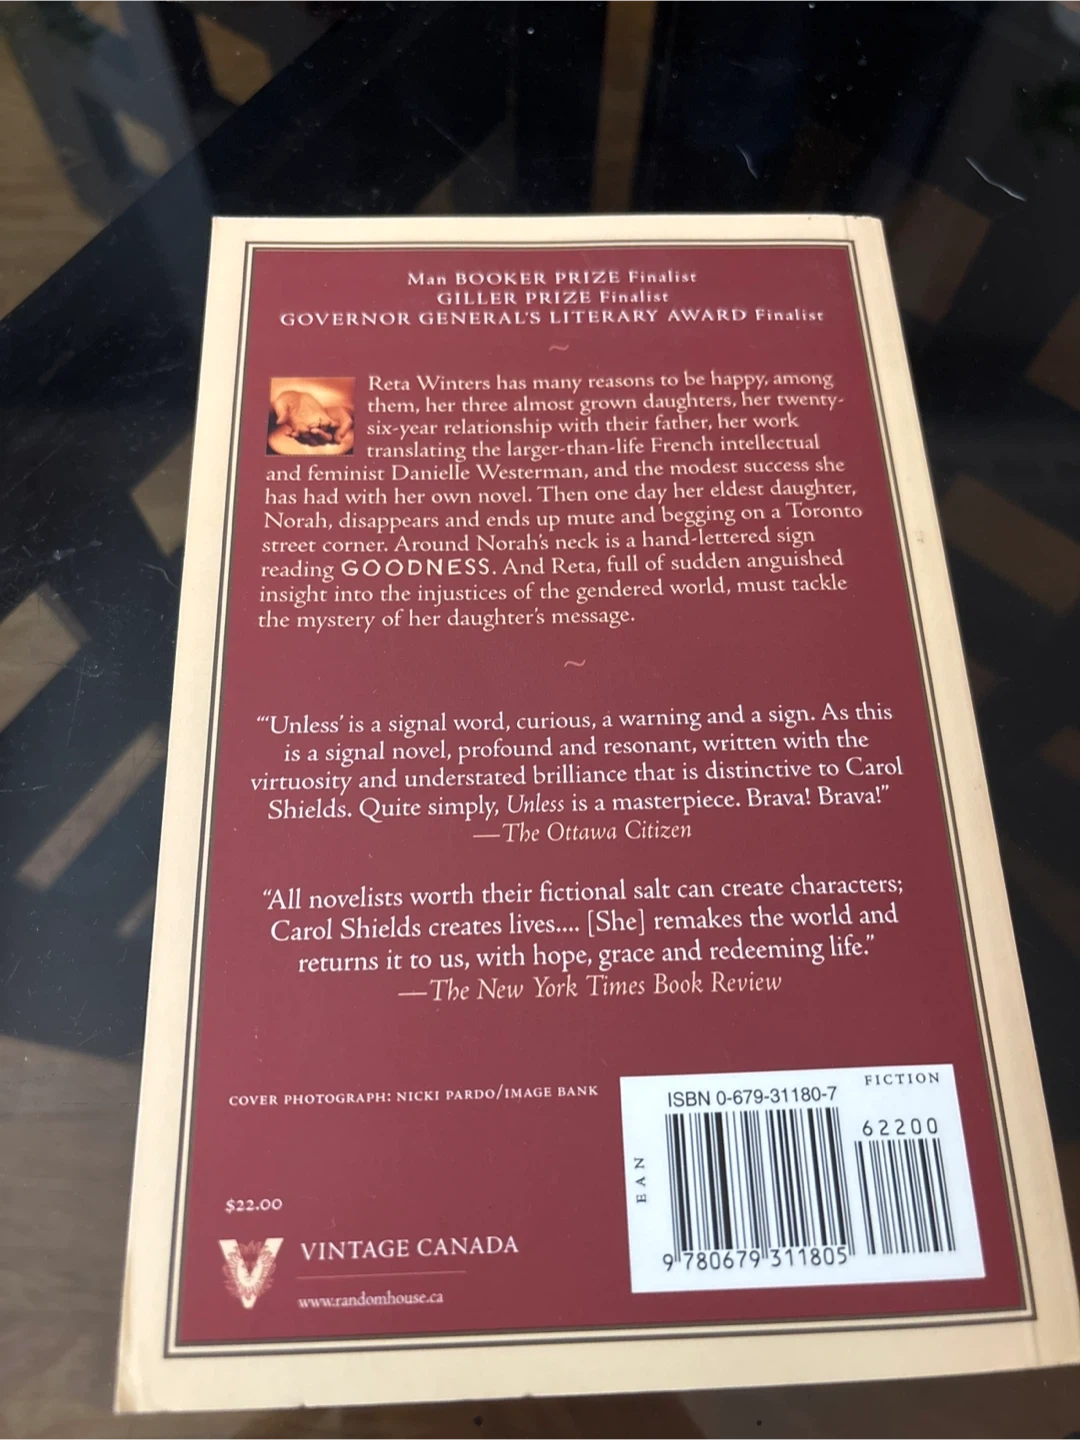 Man BOOKER PRIZE Finalist
GILLER PRIZE Finalist
GOVERNOR GENERAL'S LITERARY AWARD Finalist
~
Reta Winters has many reasons to be happy, among
them, her three almost grown daughters, her twenty-
six-year relationship with their father, her work
translating the larger-than-life French intellectual
and feminist Danielle Westerman, and the modest success she
has had with her own novel. Then one day her eldest daughter,
Norah, disappears and ends up mute and begging on a Toronto
street corner. Around Norah's neck is a hand-lettered sign
reading GOODNESS. And Reta, full of sudden anguished
insight into the injustices of the gendered world, must tackle
the mystery of her daughter's message.
~
"'Unless' is a signal word, curious, a warning and a sign. As this
is a signal novel, profound and resonant, written with the
virtuosity and understated brilliance that is distinctive to Carol
Shields. Quite simply, Unless is a masterpiece. Brava! Brava!"
—The Ottawa Citizen
"All novelists worth their fictional salt can create characters;
Carol Shields creates lives.... [She] remakes the world and
returns it to us, with hope, grace and redeeming life."
—The New York Times Book Review
COVER PHOTOGRAPH: NICKI PARDO/IMAGE BANK
FICTION
ISBN 0-679-31180-7
62200
EAN
9 780679 311805
$22.00
VINTAGE CANADA
www.randomhouse.ca